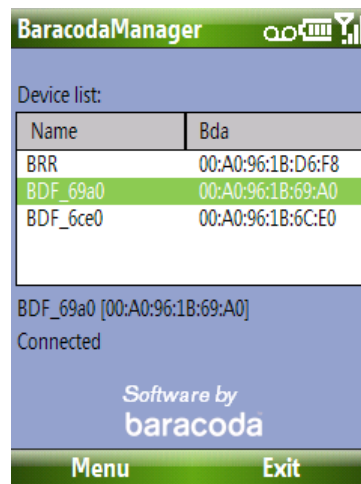 BaracodaManager
Device list:
Name Bda
BRR 00:A0:96:1B:D6:F8
BDF_69a0 00:A0:96:1B:69:A0
BDF_6ce0 00:A0:96:1B:6C:E0
BDF_69a0 [00:A0:96:1B:69:A0]
Connected
Software by
baracoda
Menu Exit